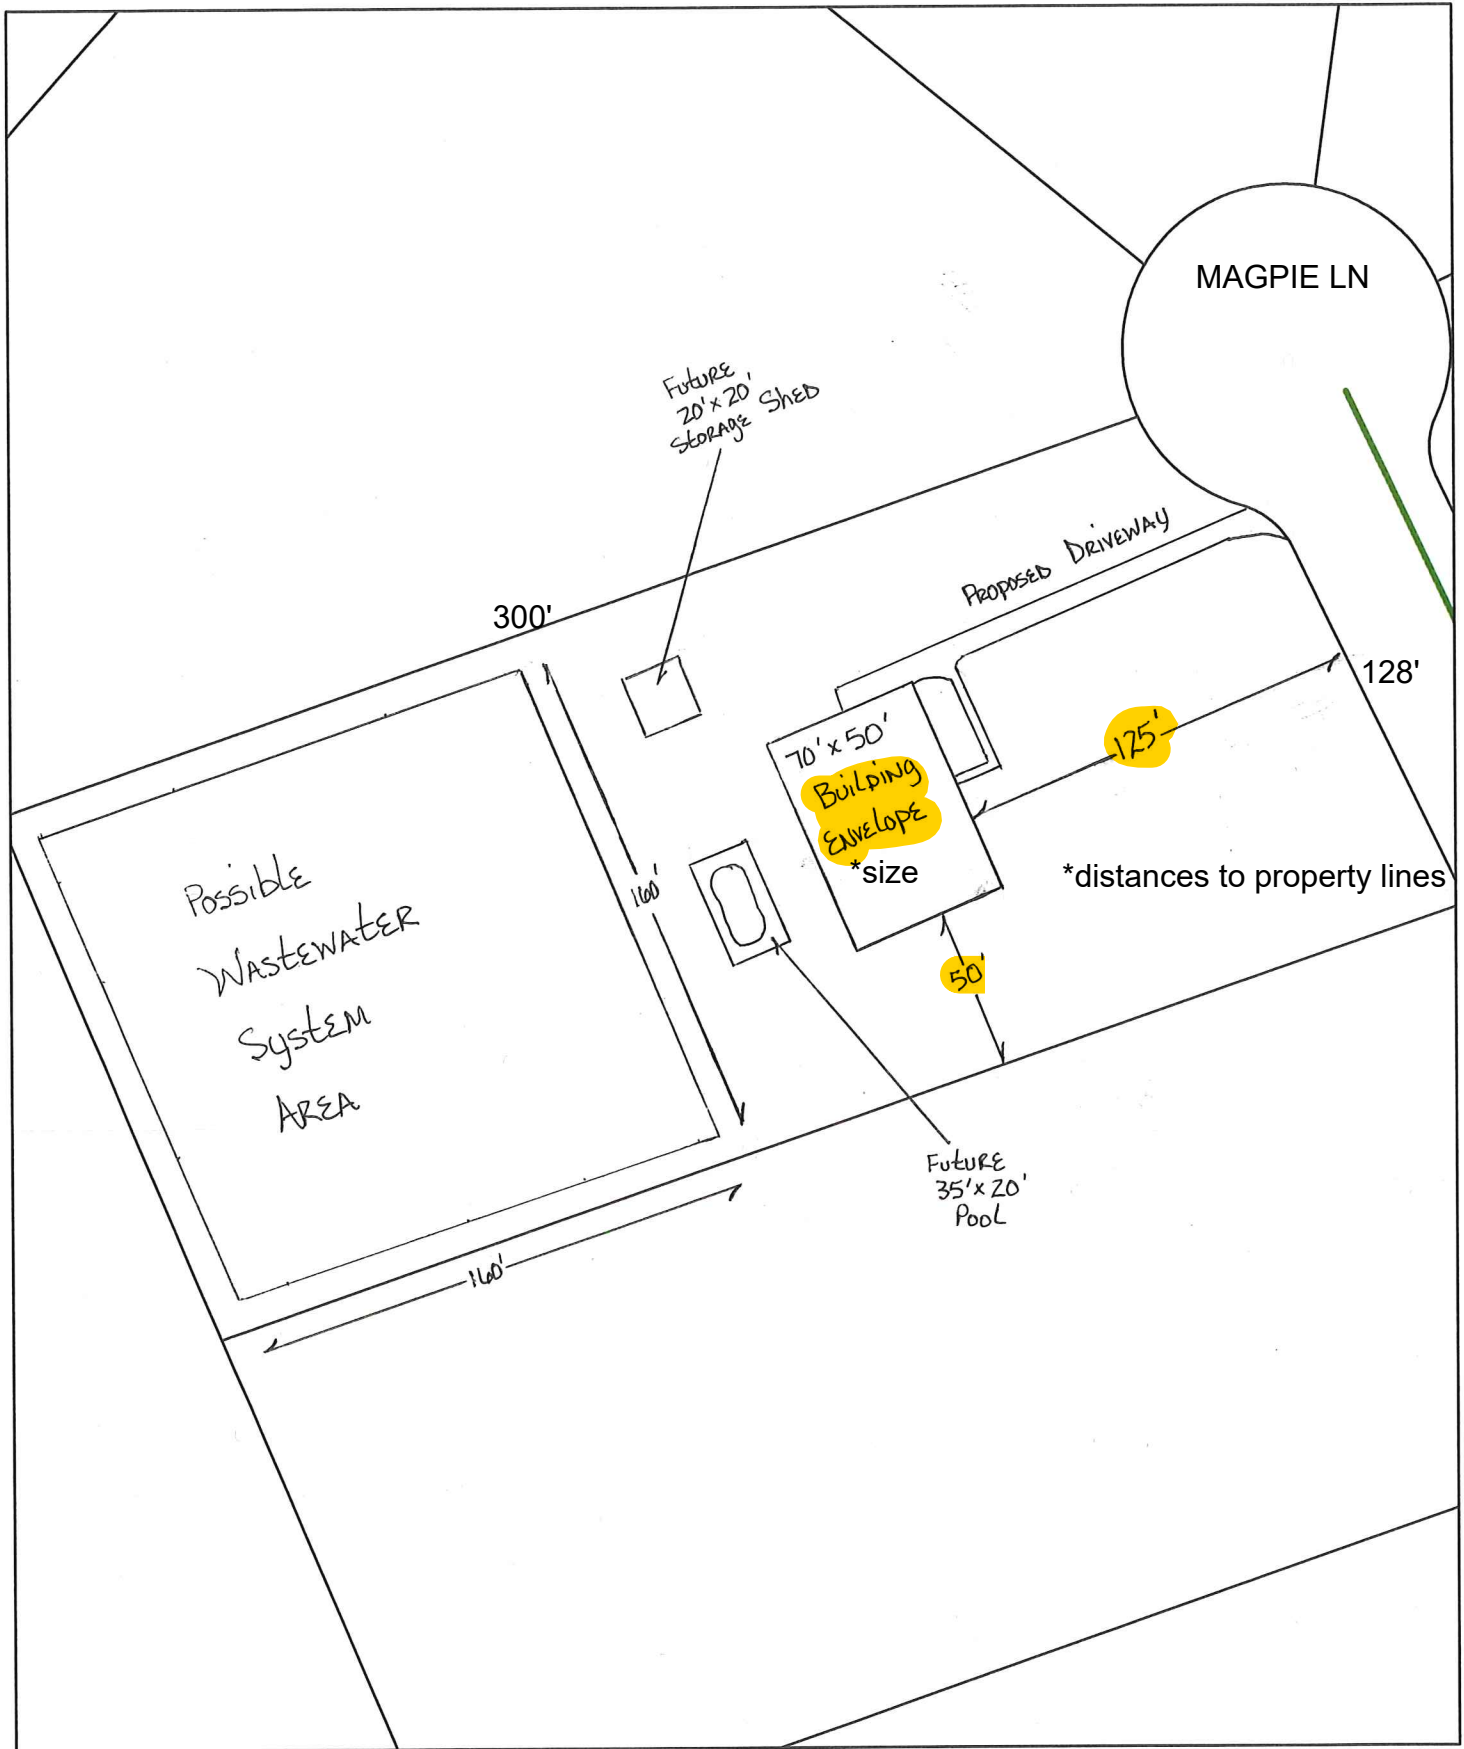 MAGPIE LN
Future
20'x20'
Storage Shed
Proposed Driveway
300'
128'
70'x50'
Building
Envelope
*size
125'
*distances to property lines
160'
50'
Possible
Wastewater
System
Area
Future
35'x20'
Pool
160'